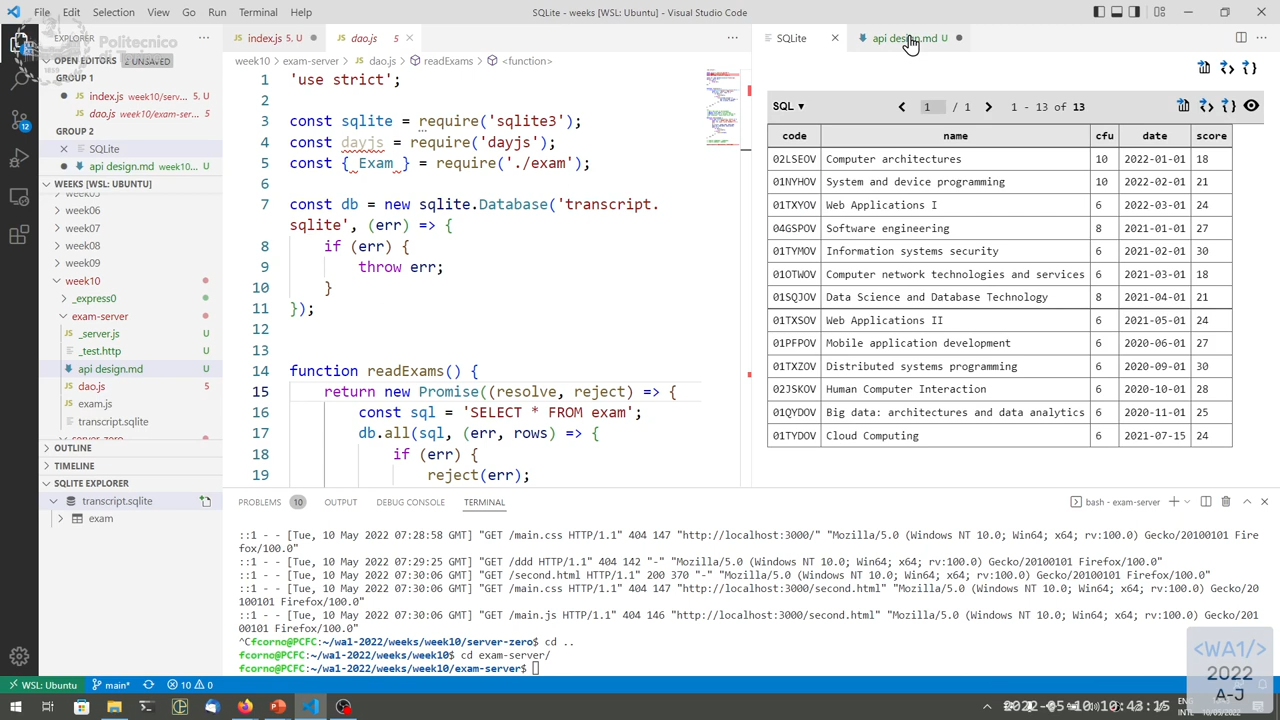 SQLite - weeks [WSL: Ubuntu] - Visual Studio Code
Politecnico
EXPLORER
OPEN EDITORS 2 UNSAVED
GROUP 1
index.js week10/serv... 5, U
dao.js week10/exam-ser...
GROUP 2
SQLite
api design.md week10... U
WEEKS [WSL: UBUNTU]
week05
week06
week07
week08
week09
week10
_express0
exam-server
_server.js U
_test.http U
api design.md U
dao.js 5, U
exam.js U
transcript.sqlite U
server-zero
OUTLINE
TIMELINE
SQLITE EXPLORER
transcript.sqlite
exam
12
index.js 5, U
dao.js 5
week10 > exam-server > dao.js > readExams > <function>
1 'use strict';
2
3 const sqlite = require('sqlite3');
4 const dayjs = require('dayjs');
5 const { Exam } = require('./exam');
6
7 const db = new sqlite.Database('transcript.
sqlite', (err) => {
8 if (err) {
9 throw err;
10 }
11 });
12
13
14 function readExams() {
15 return new Promise((resolve, reject) => {
16 const sql = 'SELECT * FROM exam';
17 db.all(sql, (err, rows) => {
18 if (err) {
19 reject(err);
SQLite
api design.md U
SQL ▾ 1 / 1 1 - 13 of 13
code name cfu date score
02LSEOV Computer architectures 10 2022-01-01 18
01NYHOV System and device programming 10 2022-02-01 21
01TXYOV Web Applications I 6 2022-03-01 24
04GSPOV Software engineering 8 2021-01-01 27
01TYMOV Information systems security 6 2021-01-01 30
01OTWOV Computer network technologies and services 6 2021-03-01 18
01SQJOV Data Science and Database Technology 8 2021-04-01 21
01TXSOV Web Applications II 6 2021-05-01 24
01PFPOV Mobile application development 6 2020-06-01 27
01TXZOV Distributed systems programming 6 2020-09-01 30
02JSKOV Human Computer Interaction 6 2020-10-01 28
01QYDOV Big data: architectures and data analytics 6 2020-11-01 25
01TYDOV Cloud Computing 6 2021-07-15 24
PROBLEMS 10 OUTPUT DEBUG CONSOLE TERMINAL
bash - exam-server
::1 - - [Tue, 10 May 2022 07:28:58 GMT] "GET /main.css HTTP/1.1" 404 147 "http://localhost:3000/" "Mozilla/5.0 (Windows NT 10.0; Win64; x64; rv:100.0) Gecko/20100101 Fire
fox/100.0"
::1 - - [Tue, 10 May 2022 07:29:25 GMT] "GET /ddd HTTP/1.1" 404 142 "-" "Mozilla/5.0 (Windows NT 10.0; Win64; x64; rv:100.0) Gecko/20100101 Firefox/100.0"
::1 - - [Tue, 10 May 2022 07:30:06 GMT] "GET /second.html HTTP/1.1" 200 370 "-" "Mozilla/5.0 (Windows NT 10.0; Win64; x64; rv:100.0) Gecko/20100101 Firefox/100.0"
::1 - - [Tue, 10 May 2022 07:30:06 GMT] "GET /main.css HTTP/1.1" 404 147 "http://localhost:3000/second.html" "Mozilla/5.0 (Windows NT 10.0; Win64; x64; rv:100.0) Gecko/20
100101 Firefox/100.0"
::1 - - [Tue, 10 May 2022 07:30:06 GMT] "GET /main.js HTTP/1.1" 404 146 "http://localhost:3000/second.html" "Mozilla/5.0 (Windows NT 10.0; Win64; x64; rv:100.0) Gecko/201
00101 Firefox/100.0"
^Cfcorno@PCFC:~/wa1-2022/weeks/week10/server-zero$ cd ..
fcorno@PCFC:~/wa1-2022/weeks/week10$ cd exam-server/
fcorno@PCFC:~/wa1-2022/weeks/week10/exam-server$
<WA1/>
2022
A-J
WSL: Ubuntu main* 10 0
2022-05-10 10:43:15